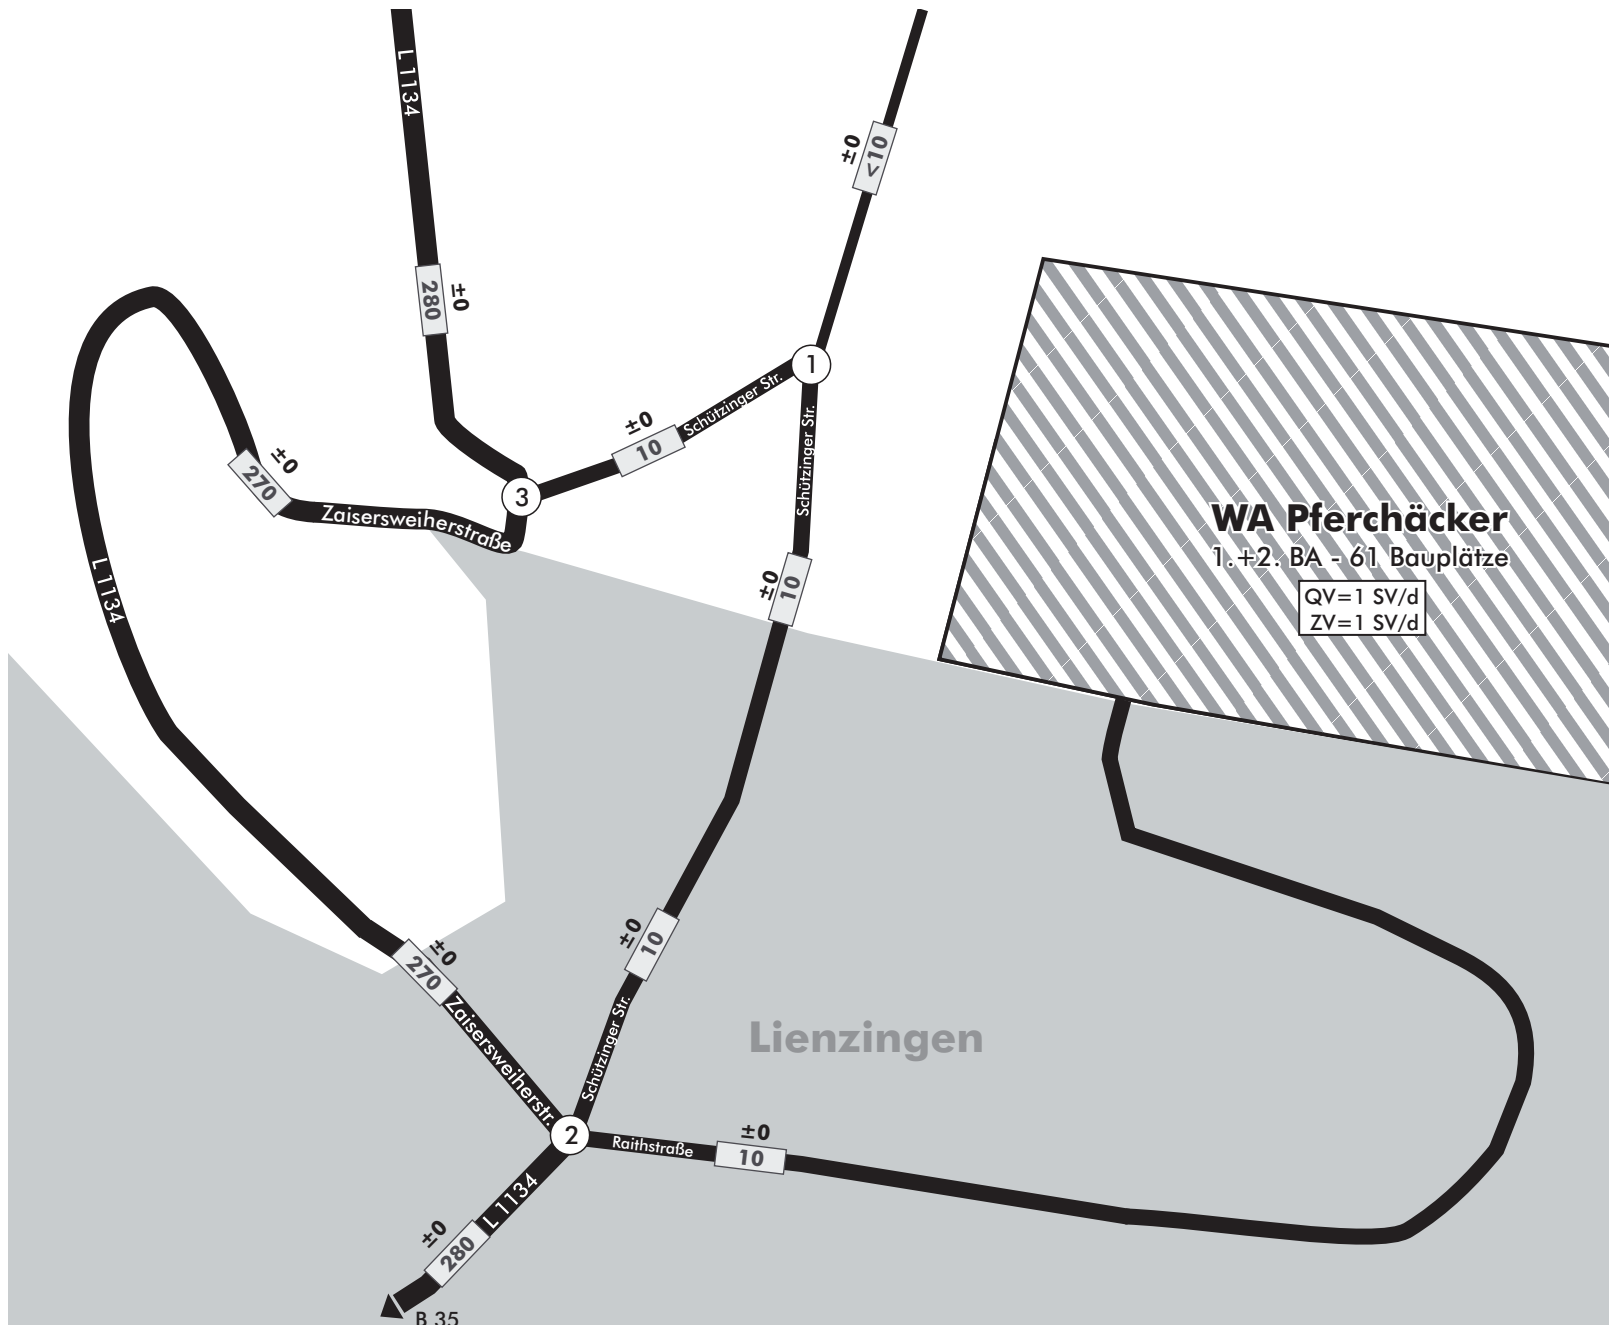 L 1134
±0
<10
280
±0
1
Schützinger Str.
±0
10
Schützinger Str.
±0
270
3
Zaisersweiherstraße
WA Pferchäcker
1.+2. BA - 61 Bauplätze
QV=1 SV/d
ZV=1 SV/d
L 1134
±0
10
±0
10
±0
270
Zaisersweiherstr.
Schützinger Str.
Lienzingen
2
Raithstraße
±0
10
L 1134
±0
280
B 35